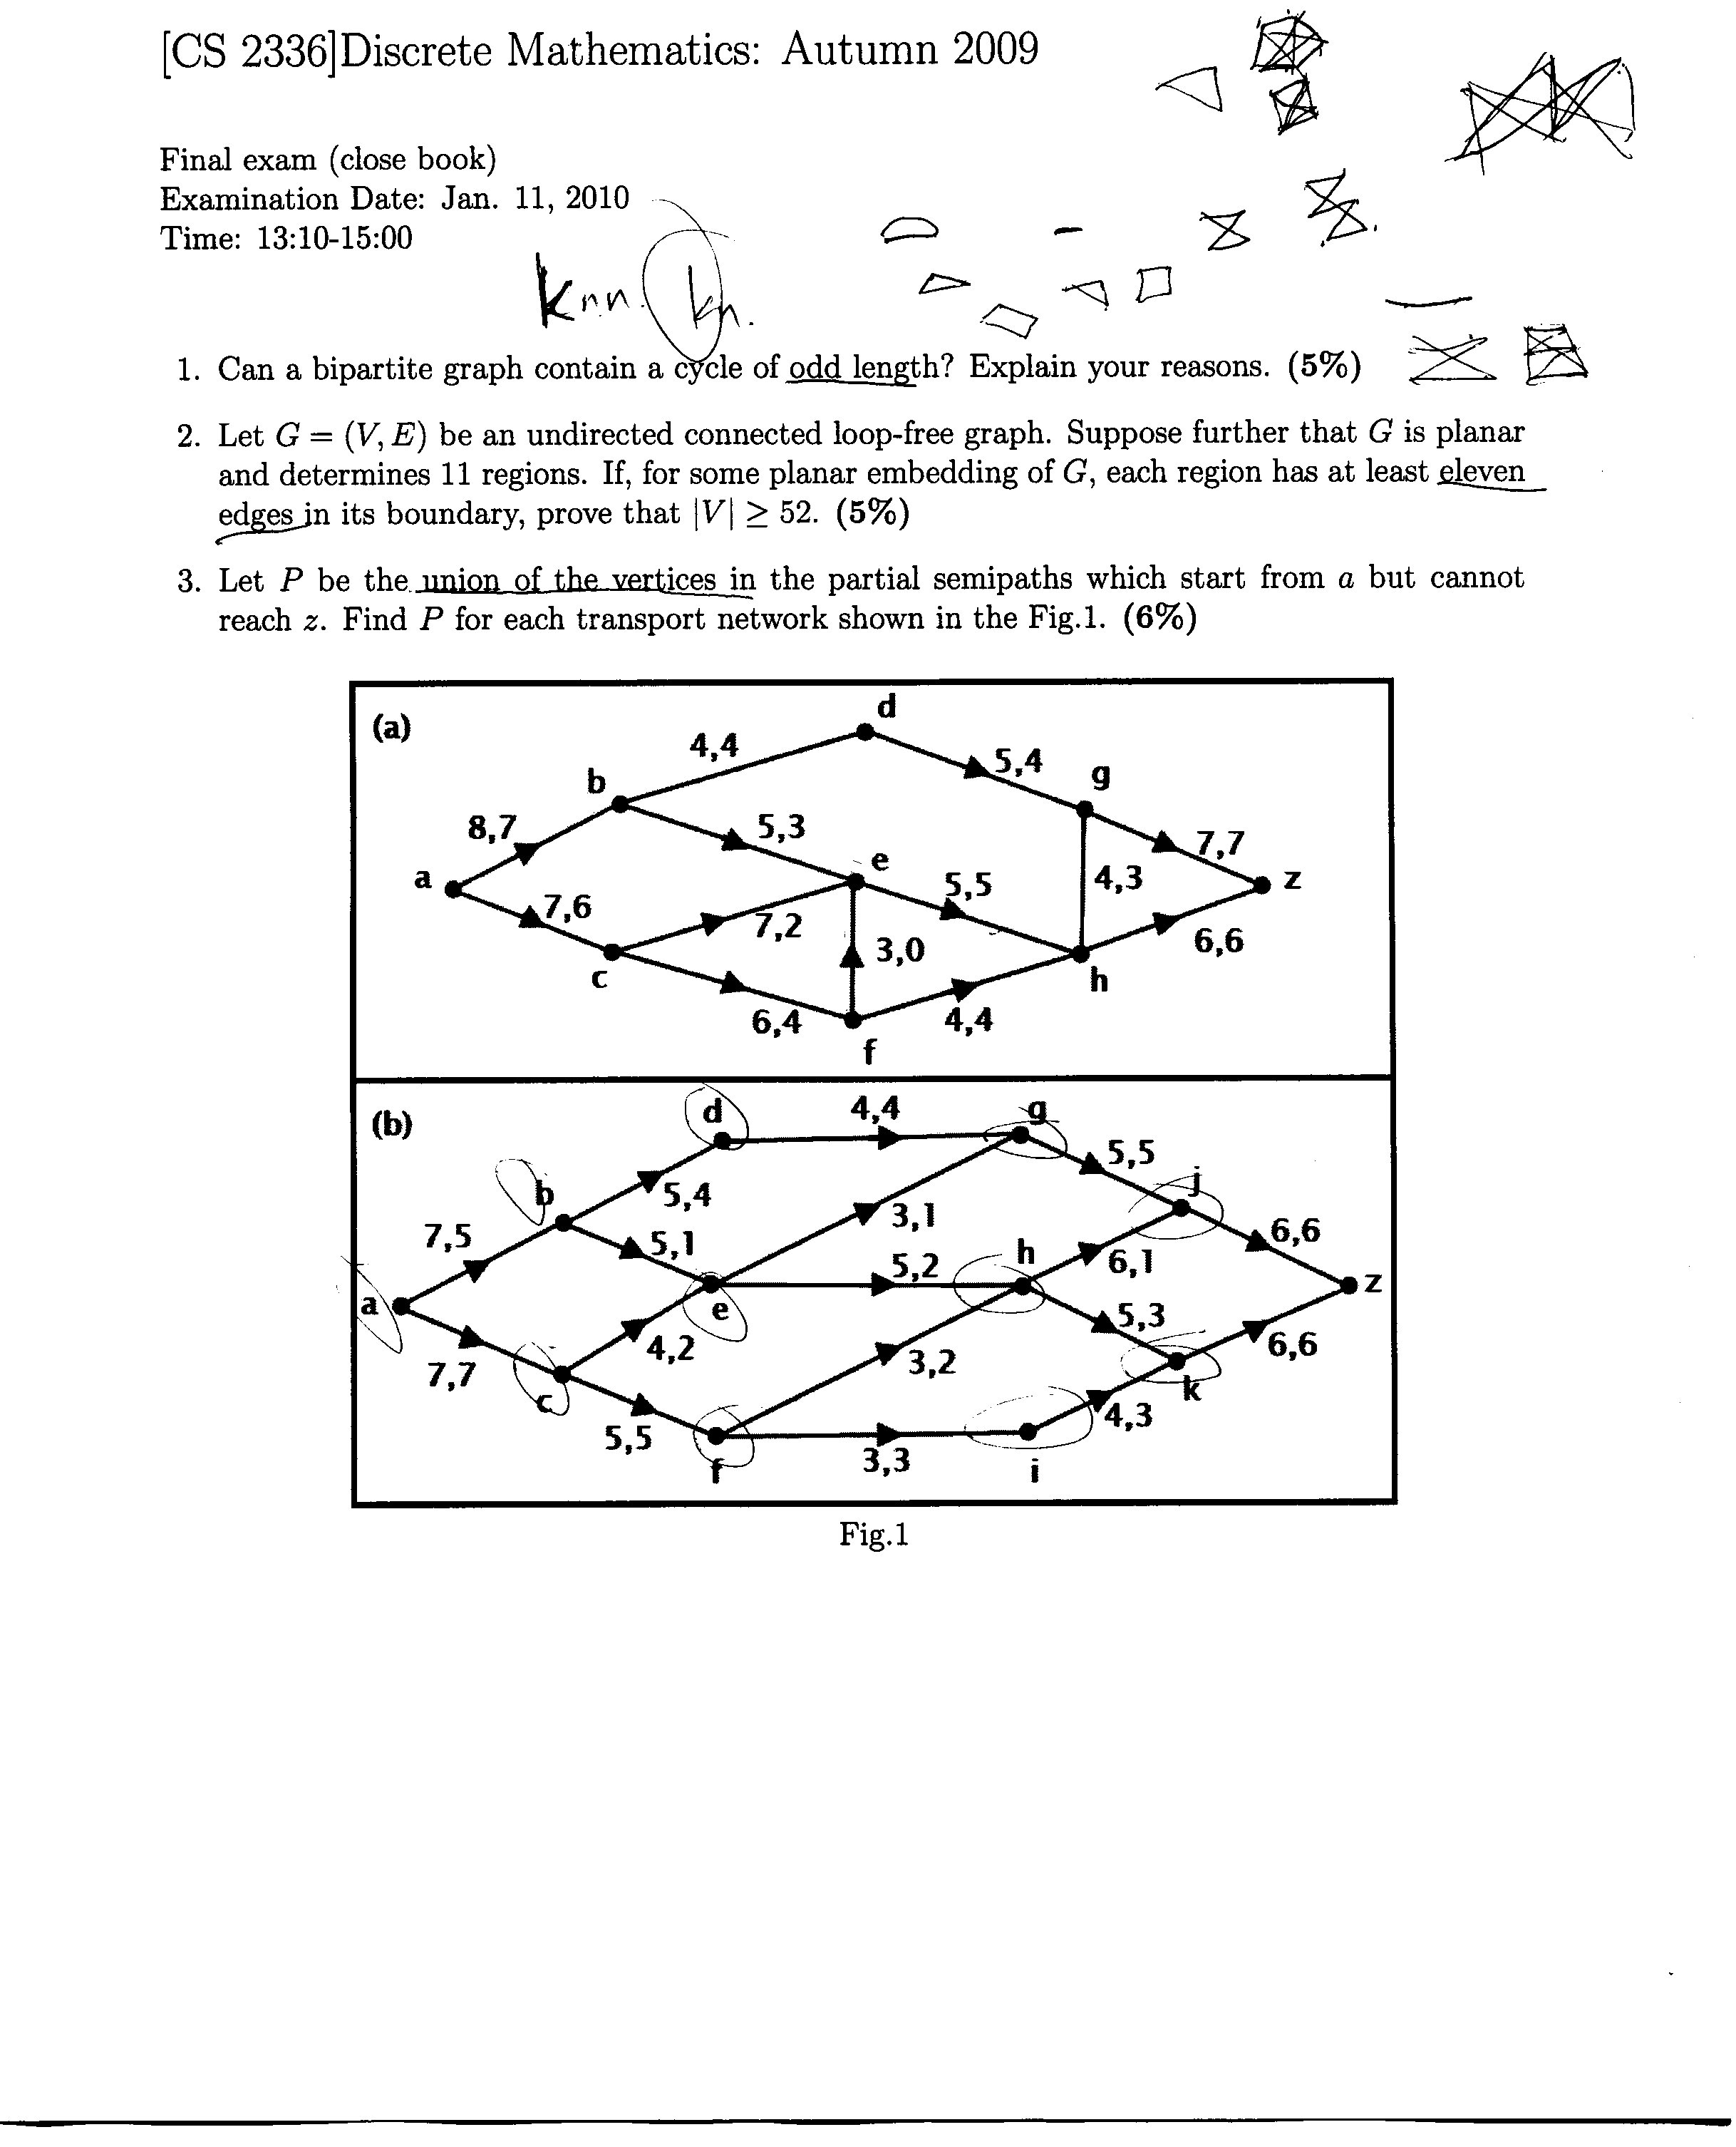 [CS 2336]Discrete Mathematics: Autumn 2009
Final exam (close book)
Examination Date: Jan. 11, 2010
Time: 13:10-15:00
knn. kn.
1. Can a bipartite graph contain a cycle of odd length? Explain your reasons. (5%)
2. Let G = (V, E) be an undirected connected loop-free graph. Suppose further that G is planar
and determines 11 regions. If, for some planar embedding of G, each region has at least eleven
edges in its boundary, prove that |V| ≥ 52. (5%)
3. Let P be the union of the vertices in the partial semipaths which start from a but cannot
reach z. Find P for each transport network shown in the Fig.1. (6%)
(a)
d
4,4
5,4
g
b
8,7
5,3
7,7
e
a
5,5
4,3
z
7,6
7,2
3,0
6,6
c
h
6,4
4,4
f
(b)
d
4,4
g
5,5
b
5,4
j
7,5
5,1
3,1
6,6
h
5,2
6,1
a
e
z
4,2
5,3
7,7
3,2
6,6
c
k
5,5
4,3
f
3,3
i
Fig.1